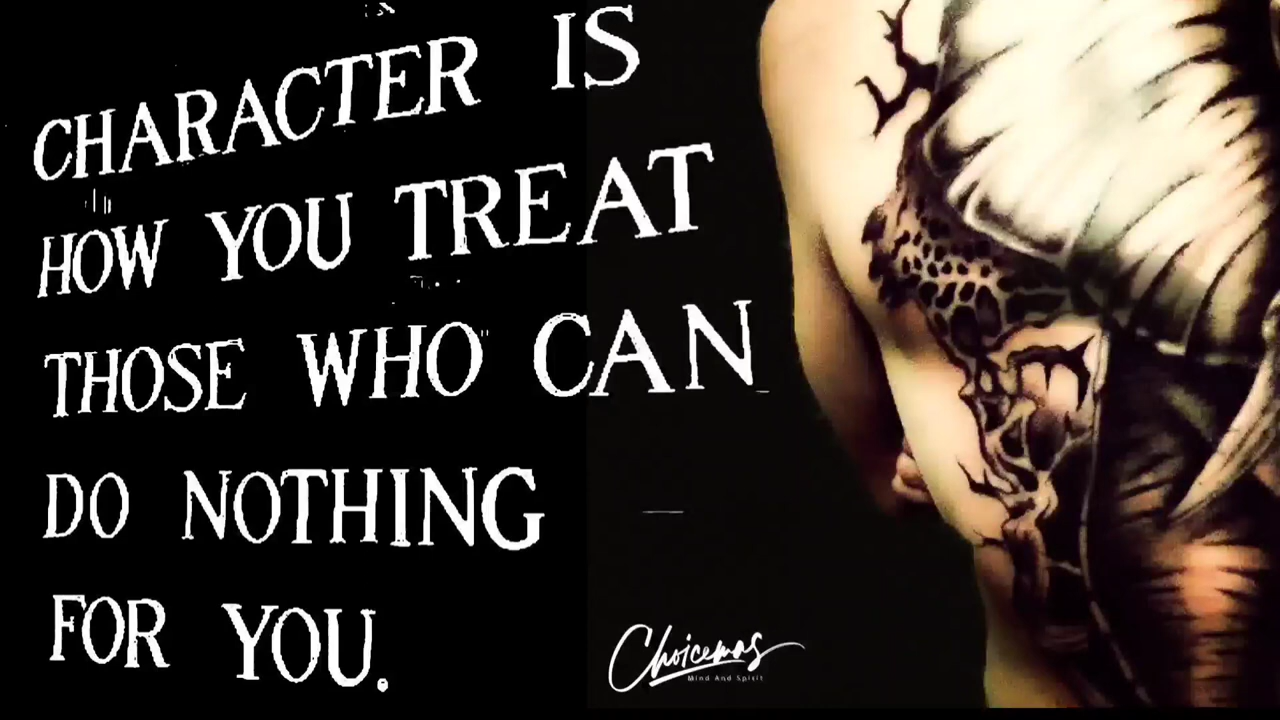 CHARACTER IS
HOW YOU TREAT
THOSE WHO CAN
DO NOTHING
FOR YOU.
Choicemas
Mind And Spirit